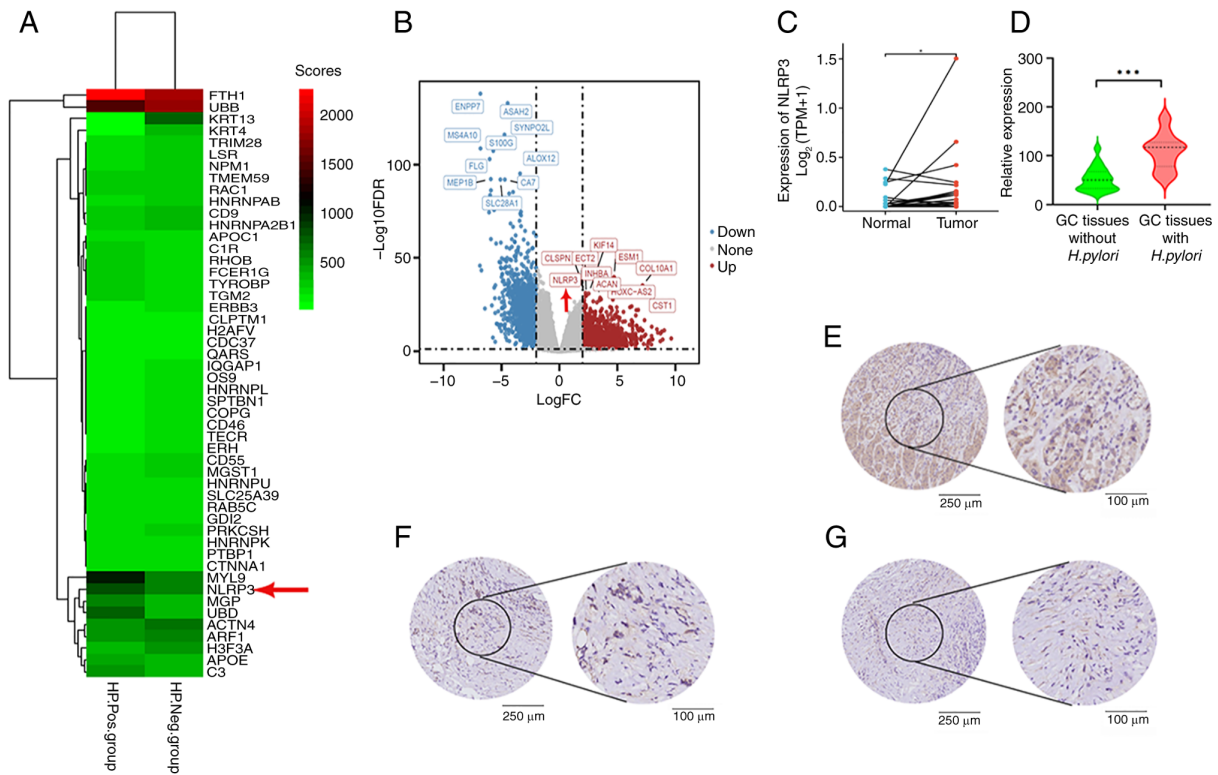 A
Scores
2000
1500
1000
500
FTH1
UBB
KRT13
KRT4
TRIM28
LSR
NPM1
TMEM59
RAC1
HNRNPAB
CD9
HNRNPA2B1
APOC1
C1R
RHOB
FCER1G
TYROBP
TGM2
ERBB3
CLPTM1
H2AFV
CDC37
QARS
IQGAP1
OS9
HNRNPL
SPTBN1
COPG
CD46
TECR
ERH
CD55
MGST1
HNRNPU
SLC25A39
RAB5C
GDI2
PRKCSH
HNRNPK
PTBP1
CTNNA1
MYL9
NLRP3
MGP
UBD
ACTN4
ARF1
H3F3A
APOE
C3
HP.Pos.group
HP.Neg.group
B
−Log10FDR
100
50
0
ENPP7
ASAH2
SYNPO2L
MS4A10
S100G
ALOX12
FLG
MEP1B
CA7
SLC28A1
KIF14
CLSPN
ECT2
ESM1
COL10A1
INHBA
NLRP3
ACAN
HOXC−AS2
CST1
−10
−5
0
5
10
LogFC
Down
None
Up
C
Expression of NLRP3
Log2 (TPM+1)
1.5
1.0
0.5
0.0
*
Normal
Tumor
D
Relative expression
300
200
100
0
***
GC tissues
without
H.pylori
GC tissues
with
H.pylori
E
250 μm
100 μm
F
250 μm
100 μm
G
250 μm
100 μm